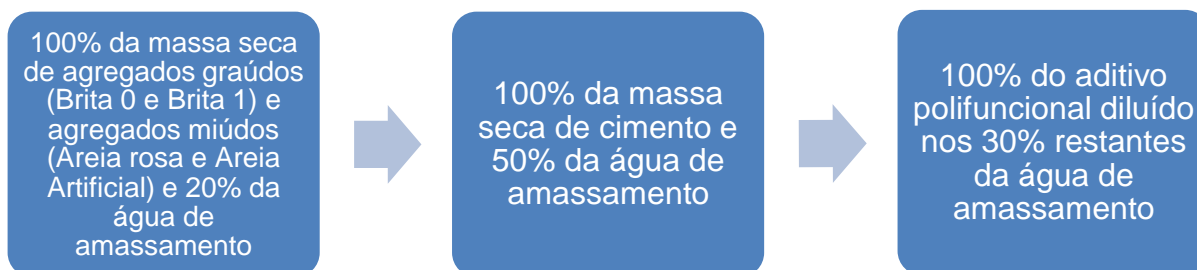 100% da massa seca
de agregados graúdos
(Brita 0 e Brita 1) e
agregados miúdos
(Areia rosa e Areia
Artificial) e 20% da
água de
amassamento
100% da massa
seca de cimento e
50% da água de
amassamento
100% do aditivo
polifuncional diluído
nos 30% restantes
da água de
amassamento